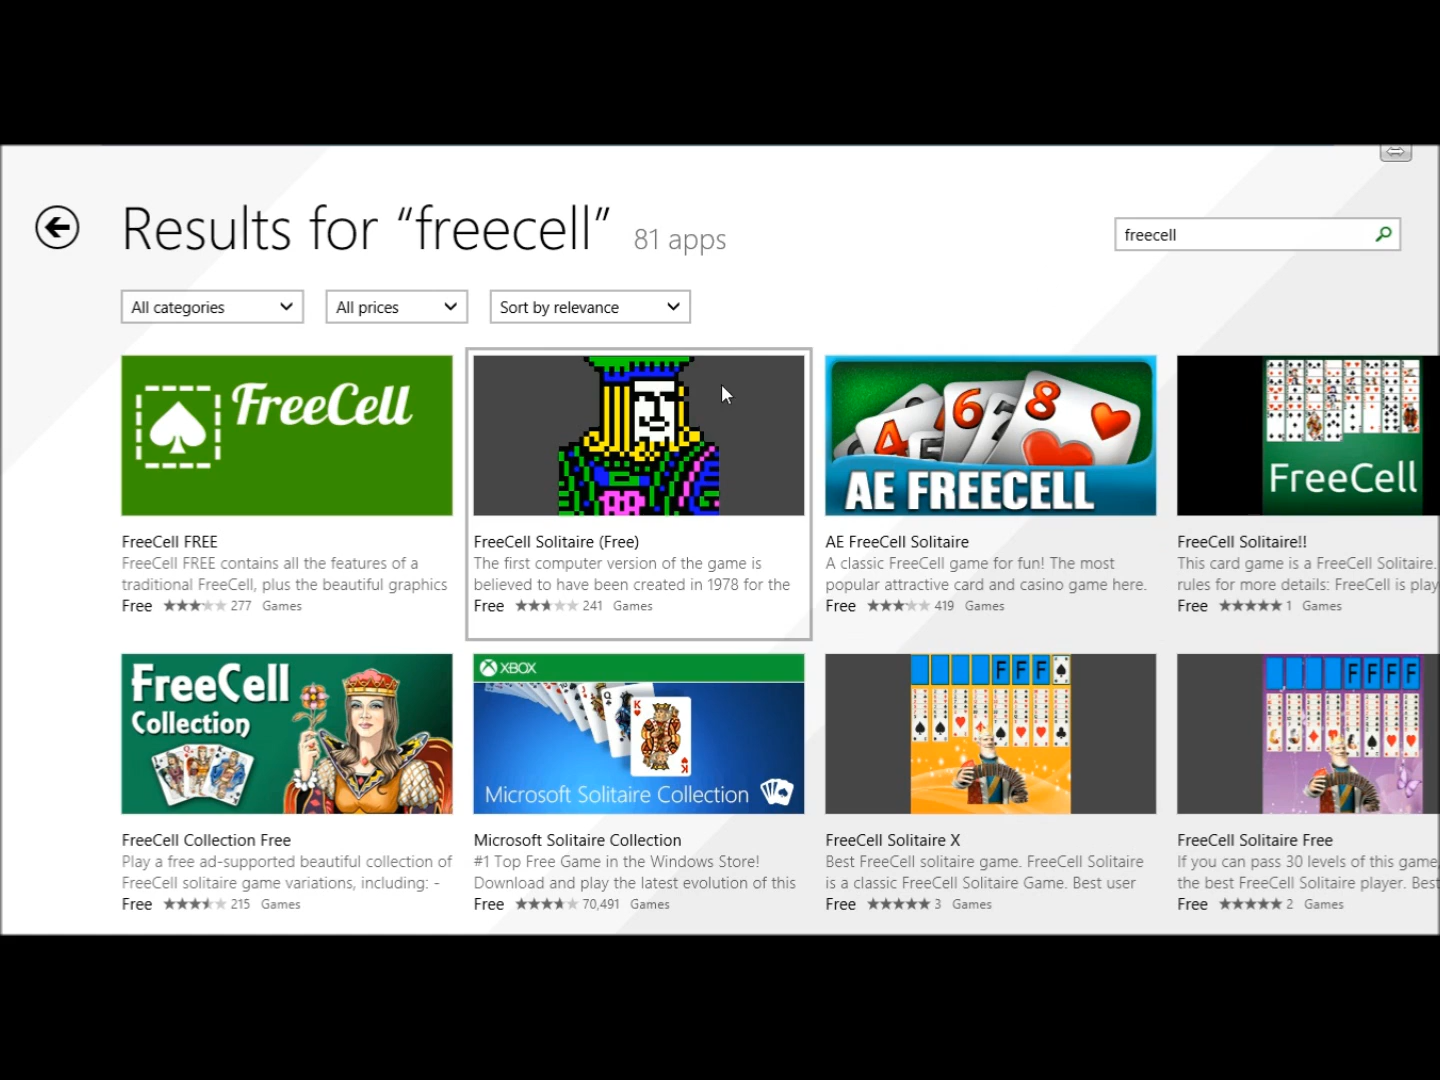 Results for “freecell” 81 apps
freecell
All categories
All prices
Sort by relevance
FreeCell
FreeCell FREE
FreeCell FREE contains all the features of a
traditional FreeCell, plus the beautiful graphics
Free 277 Games
FreeCell Solitaire (Free)
The first computer version of the game is
believed to have been created in 1978 for the
Free 241 Games
4 6 7 8
AE FREECELL
AE FreeCell Solitaire
A classic FreeCell game for fun! The most
popular attractive card and casino game here.
Free 419 Games
FreeCell
FreeCell Solitaire!!
This card game is a FreeCell Solitaire.
rules for more details: FreeCell is play
Free 1 Games
FreeCell
Collection
FreeCell Collection Free
Play a free ad-supported beautiful collection of
FreeCell solitaire game variations, including: -
Free 215 Games
XBOX
K
Microsoft Solitaire Collection
Microsoft Solitaire Collection
#1 Top Free Game in the Windows Store!
Download and play the latest evolution of this
Free 70,491 Games
F F F
FreeCell Solitaire X
Best FreeCell solitaire game. FreeCell Solitaire
is a classic FreeCell Solitaire Game. Best user
Free 3 Games
F F F F
FreeCell Solitaire Free
If you can pass 30 levels of this game,
the best FreeCell Solitaire player. Best
Free 2 Games